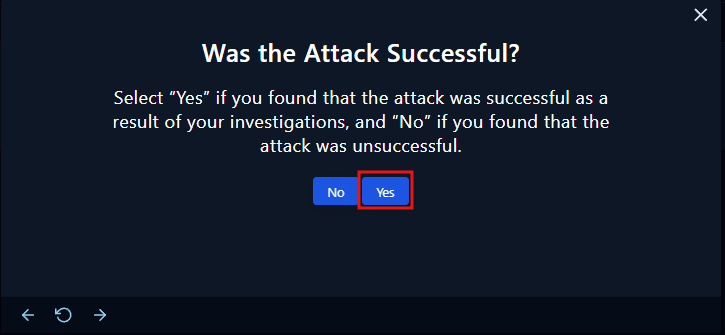 Was the Attack Successful?
Select “Yes” if you found that the attack was successful as a
result of your investigations, and “No” if you found that the
attack was unsuccessful.
No Yes